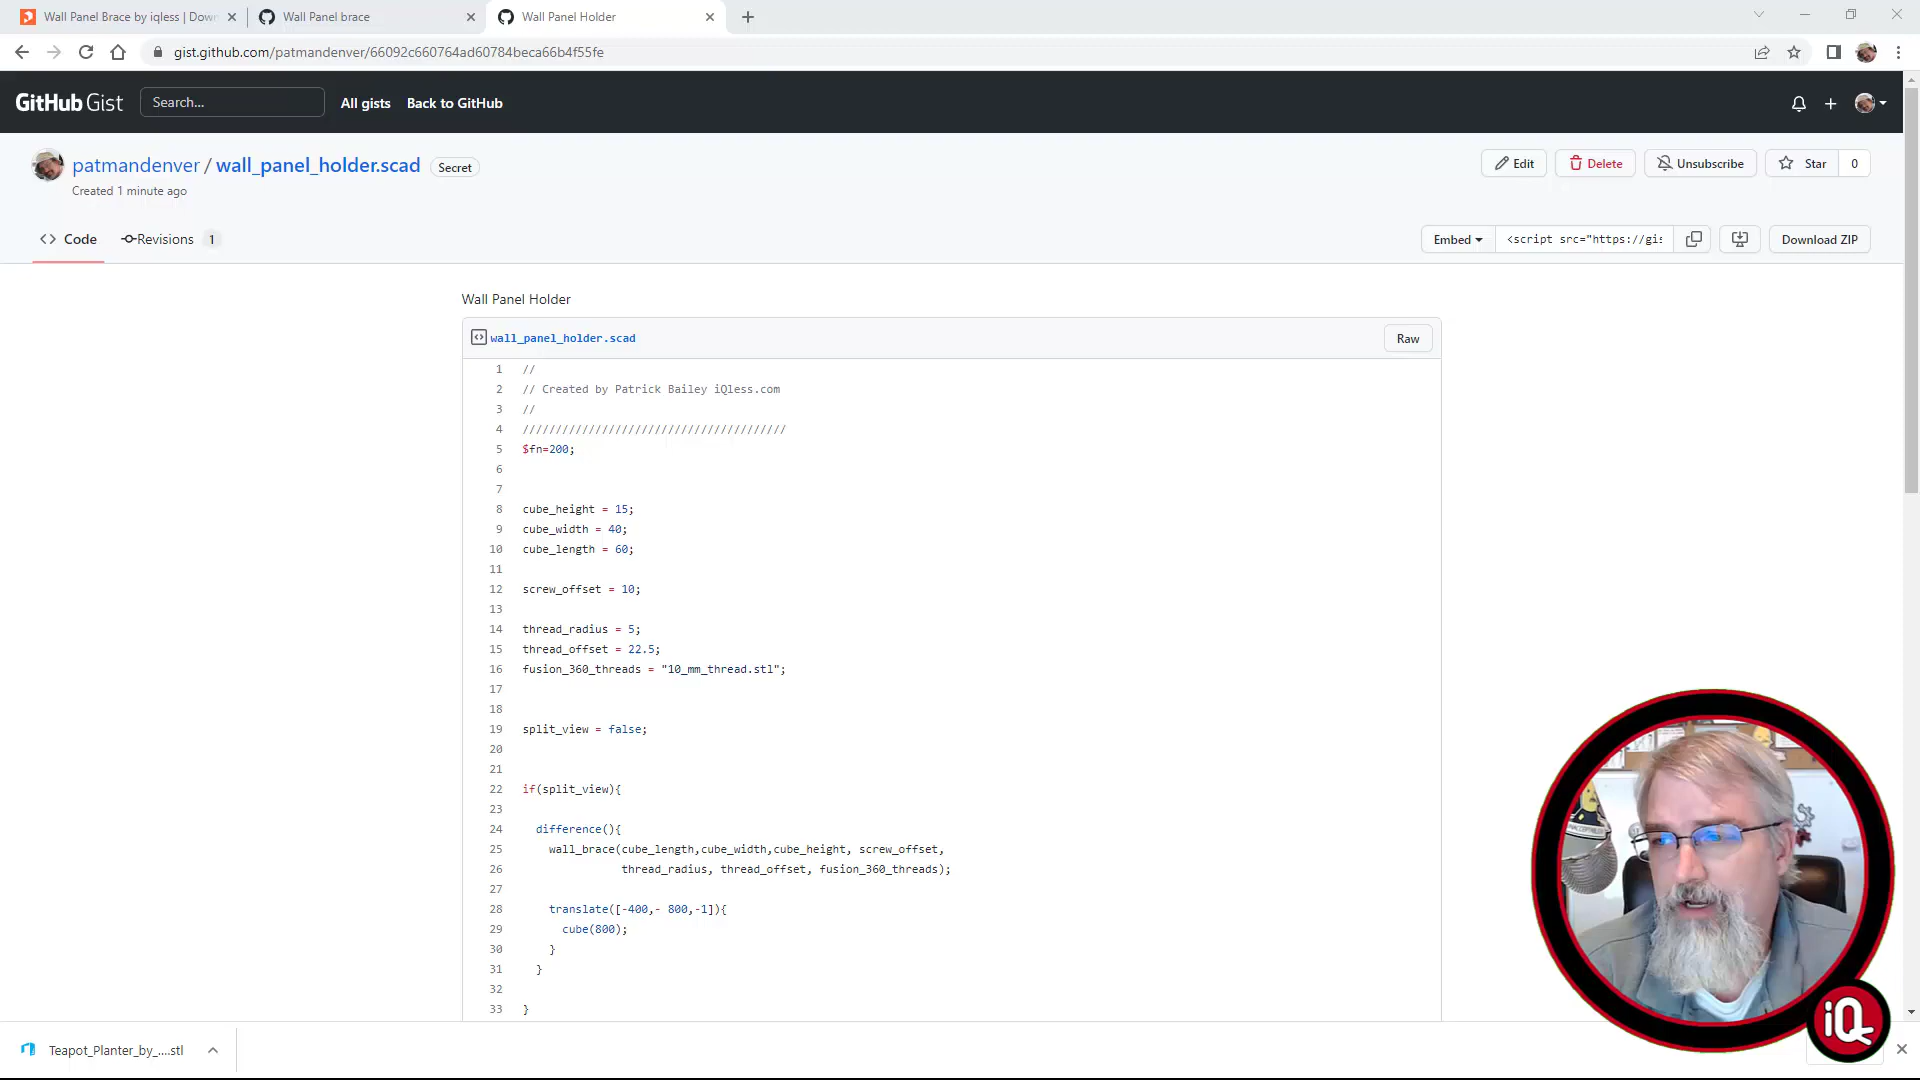 Wall Panel Brace by iqless | Dow
Wall Panel brace
Wall Panel Holder
gist.github.com/patmandenver/66092c660764ad60784beca66b4f55fe
GitHub Gist
Search...
All gists
Back to GitHub
patmandenver / wall_panel_holder.scad
Secret
Created 1 minute ago
Edit
Delete
Unsubscribe
Star
0
Code
Revisions
1
Embed
<script src="https://gis
Download ZIP
Wall Panel Holder
wall_panel_holder.scad
Raw
1 //
2 // Created by Patrick Bailey iQless.com
3 //
4 ////////////////////////////////////////
5 $fn=200;
6
7
8 cube_height = 15;
9 cube_width = 40;
10 cube_length = 60;
11
12 screw_offset = 10;
13
14 thread_radius = 5;
15 thread_offset = 22.5;
16 fusion_360_threads = "10_mm_thread.stl";
17
18
19 split_view = false;
20
21
22 if(split_view){
23
24 difference(){
25 wall_brace(cube_length,cube_width,cube_height, screw_offset,
26 thread_radius, thread_offset, fusion_360_threads);
27
28 translate([-400,- 800,-1]){
29 cube(800);
30 }
31 }
32
33 }
Teapot_Planter_by_....stl
iQ